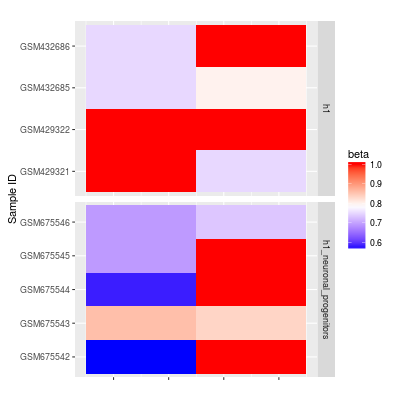 GSM432686
GSM432685
GSM429322
GSM429321
h1
GSM675546
GSM675545
GSM675544
GSM675543
GSM675542
h1_neuronal_progenitors
Sample ID
beta
1.0
0.9
0.8
0.7
0.6